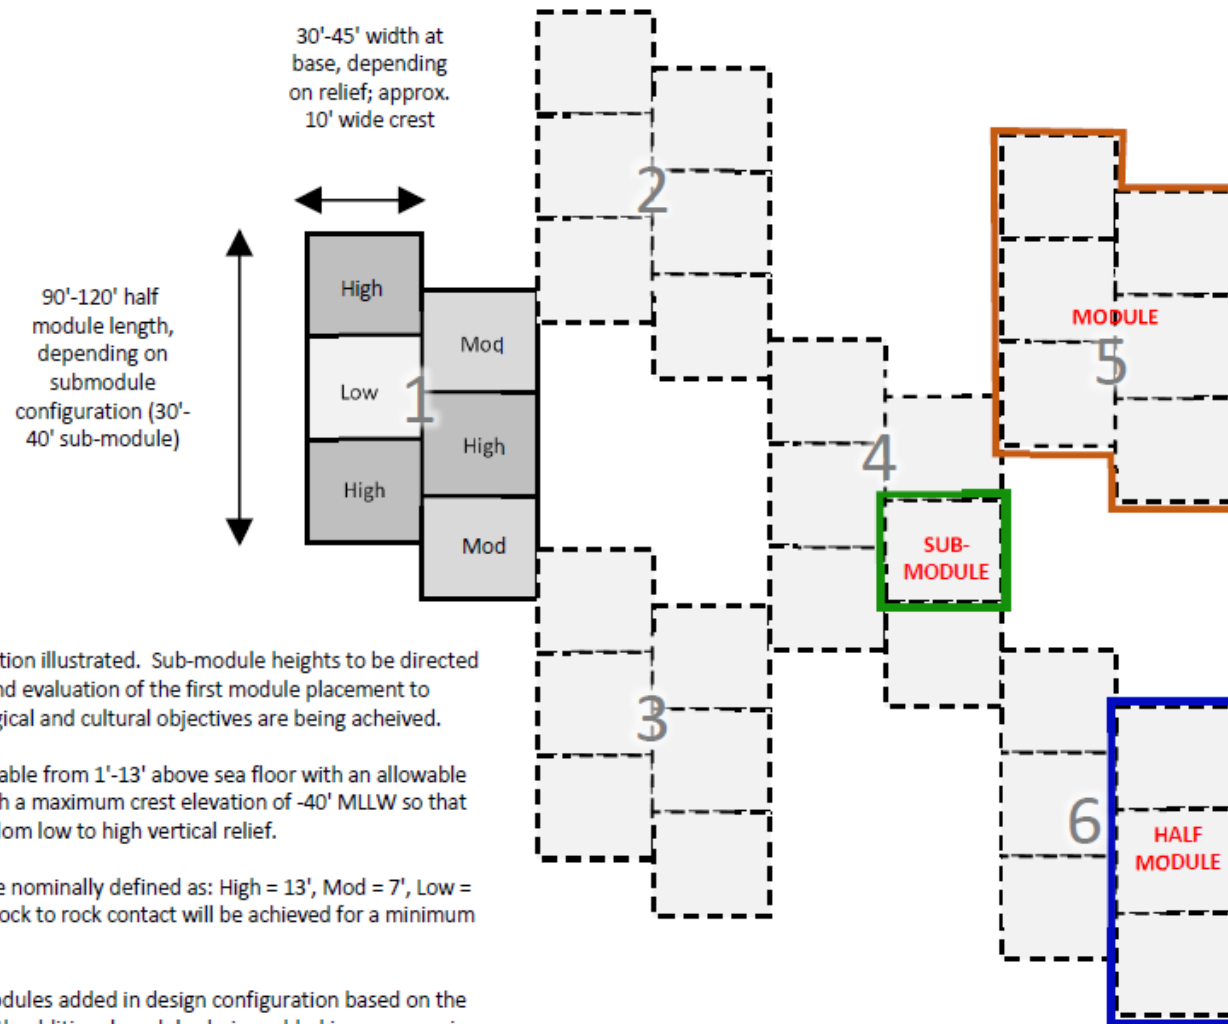 30'-45' width at
base, depending
on relief; approx.
10' wide crest
90'-120' half
module length,
depending on
submodule
configuration (30'-
40' sub-module)
High
Low
High
Mod
High
Mod
1
2
3
4
SUB-
MODULE
MODULE
5
6
HALF
MODULE
tion illustrated. Sub-module heights to be directed
nd evaluation of the first module placement to
gical and cultural objectives are being acheived.
able from 1'-13' above sea floor with an allowable
h a maximum crest elevation of -40' MLLW so that
dom low to high vertical relief.
e nominally defined as: High = 13', Mod = 7', Low =
ock to rock contact will be achieved for a minimum
odules added in design configuration based on the